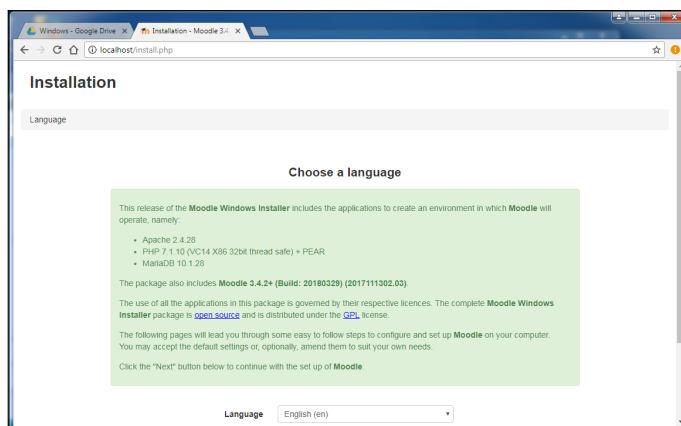 Windows - Google Drive
Installation - Moodle 3.4
localhost/install.php
Installation
Language
Choose a language
This release of the Moodle Windows Installer includes the applications to create an environment in which Moodle will
operate, namely:
Apache 2.4.28
PHP 7.1.10 (VC14 X86 32bit thread safe) + PEAR
MariaDB 10.1.28
The package also includes Moodle 3.4.2+ (Build: 20180329) (2017111302.03).
The use of all the applications in this package is governed by their respective licences. The complete Moodle Windows
Installer package is open source and is distributed under the GPL license.
The following pages will lead you through some easy to follow steps to configure and set up Moodle on your computer.
You may accept the default settings or, optionally, amend them to suit your own needs.
Click the "Next" button below to continue with the set up of Moodle.
Language
English (en)